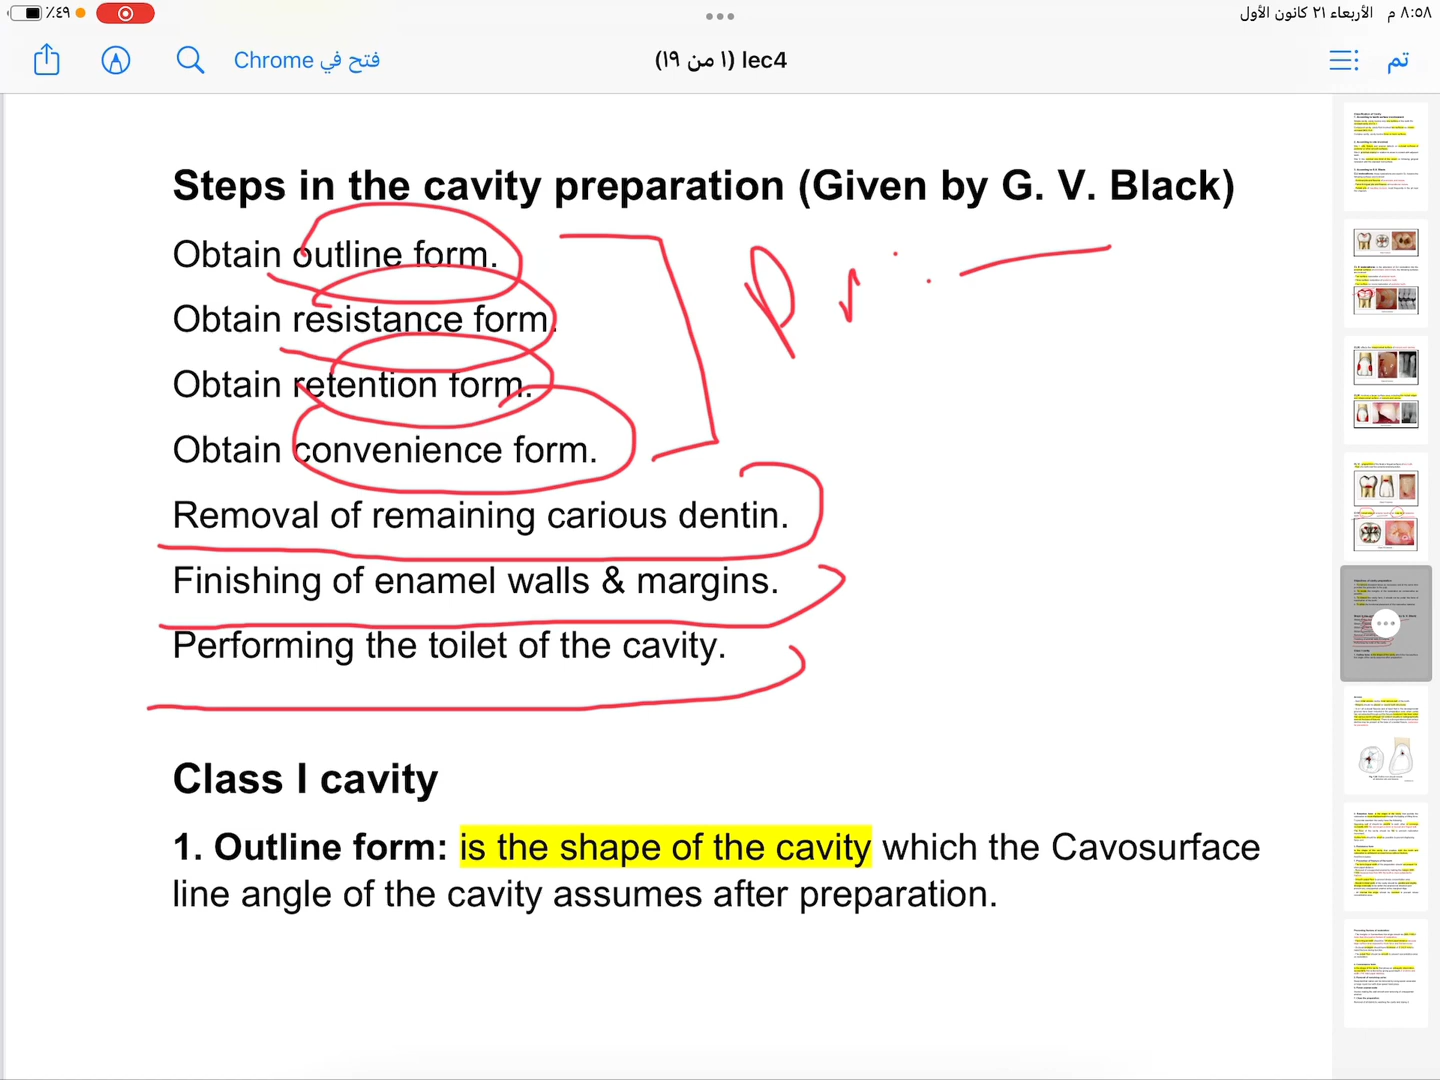 ٪٤٩
٨:٥٨ م الأربعاء ٢١ كانون الأول
فتح في Chrome
lec4 (١ من ١٩)
تم
Steps in the cavity preparation (Given by G. V. Black)
Obtain outline form.
Obtain resistance form.
Obtain retention form.
Obtain convenience form.
Pri
Removal of remaining carious dentin.
Finishing of enamel walls & margins.
Performing the toilet of the cavity.
Class I cavity
1. Outline form: is the shape of the cavity which the Cavosurface
line angle of the cavity assumes after preparation.